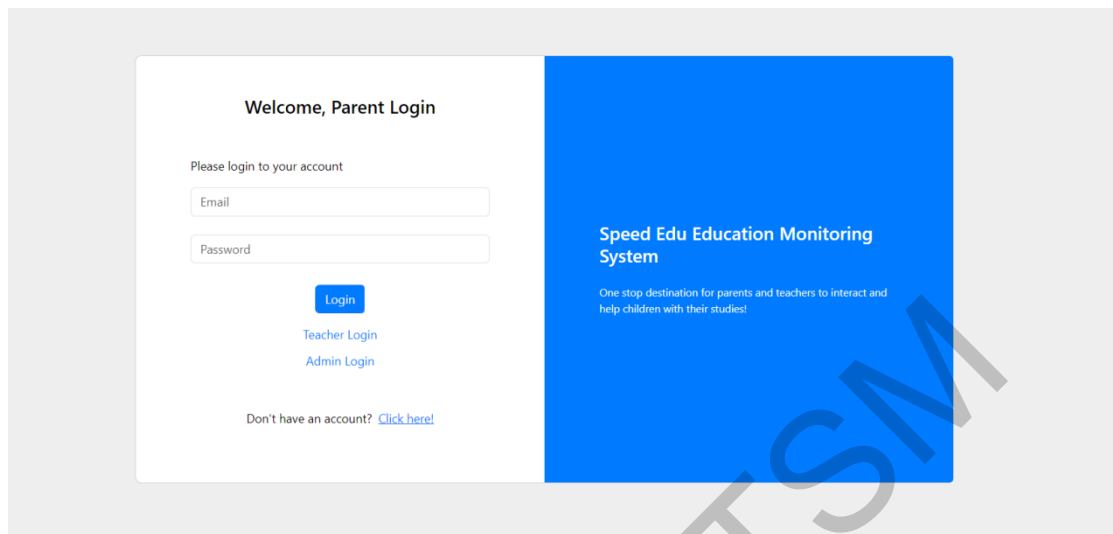 Welcome, Parent Login
Please login to your account
Email
Password
Login
Teacher Login
Admin Login
Don't have an account? Click here!
Speed Edu Education Monitoring
System
One stop destination for parents and teachers to interact and
help children with their studies!
TSM